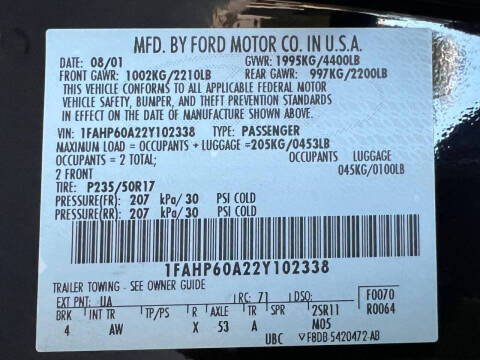 MFD. BY FORD MOTOR CO. IN U.S.A.
DATE: 08/01 GVWR: 1995KG/4400LB
FRONT GAWR: 1002KG/2210LB REAR GAWR: 997KG/2200LB
THIS VEHICLE CONFORMS TO ALL APPLICABLE FEDERAL MOTOR
VEHICLE SAFETY, BUMPER, AND THEFT PREVENTION STANDARDS
IN EFFECT ON THE DATE OF MANUFACTURE SHOWN ABOVE.
VIN: 1FAHP60A22Y102338 TYPE: PASSENGER
MAXIMUM LOAD = OCCUPANTS + LUGGAGE = 205KG/0453LB
OCCUPANTS = 2 TOTAL; OCCUPANTS LUGGAGE
2 FRONT 045KG/0100LB
TIRE: P235/50R17
PRESSURE(FR): 207 kPa/ 30 PSI COLD
PRESSURE(RR): 207 kPa/ 30 PSI COLD
1FAHP60A22Y102338
TRAILER TOWING - SEE OWNER GUIDE
EXT PNT: UA RC: 71 DSO: F0070
BRK INT TR TP/PS R AXLE TR SPR 2SR11 R0064
4 AW X 53 A M05
UBC F8DB-5420472-AB